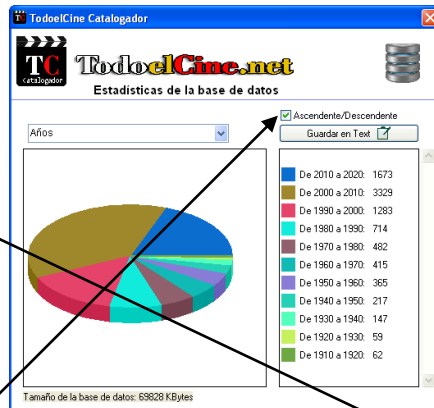 TodoelCine Catalogador
TC
Catalogador
TodoelCine.net
Estadísticas de la base de datos
Ascendente/Descendente
Años
Guardar en Text
De 2010 a 2020: 1673
De 2000 a 2010: 3329
De 1990 a 2000: 1283
De 1980 a 1990: 714
De 1970 a 1980: 482
De 1960 a 1970: 415
De 1950 a 1960: 365
De 1940 a 1950: 217
De 1930 a 1940: 147
De 1920 a 1930: 59
De 1910 a 1920: 62
Tamaño de la base de datos: 69828 KBytes